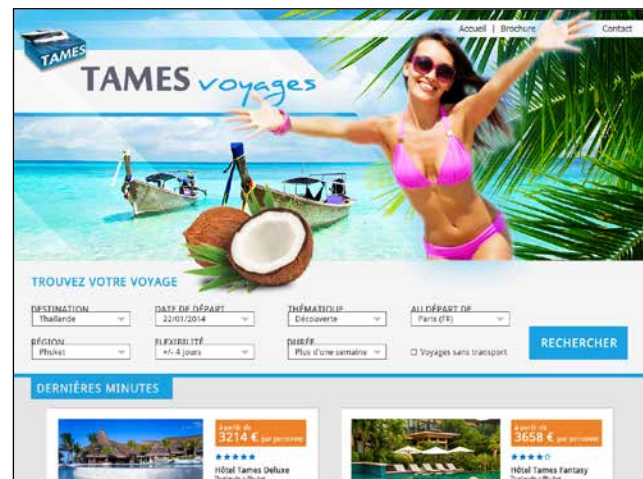 Accueil | Brochure Contact
TAMES
TAMES voyages
TROUVEZ VOTRE VOYAGE
DESTINATION DATE DE DÉPART THÉMATIQUE AU DÉPART DE
Thaïlande 22/01/2014 Découverte Paris (FR)
RÉGION FLEXIBILITÉ DURÉE
Phuket +/- 4 jours Plus d'une semaine Voyages sans transport RECHERCHER
DERNIÈRES MINUTES
à partir de à partir de
3214 € par personne 3658 € par personne
Hôtel Tames Deluxe Hôtel Tames Fantasy